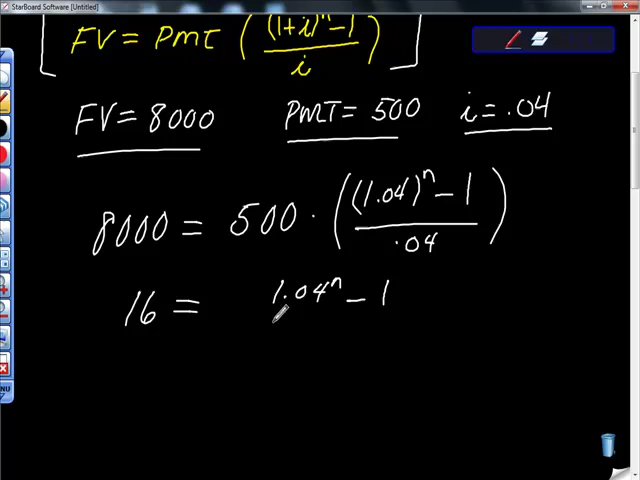 StarBoard Software [Untitled]
FV = PMT ( (1+i)^n - 1 / i )
FV = 8000 PMT = 500 i = .04
8000 = 500 · ( (1.04)^n - 1 / .04 )
16 = 1.04^n - 1